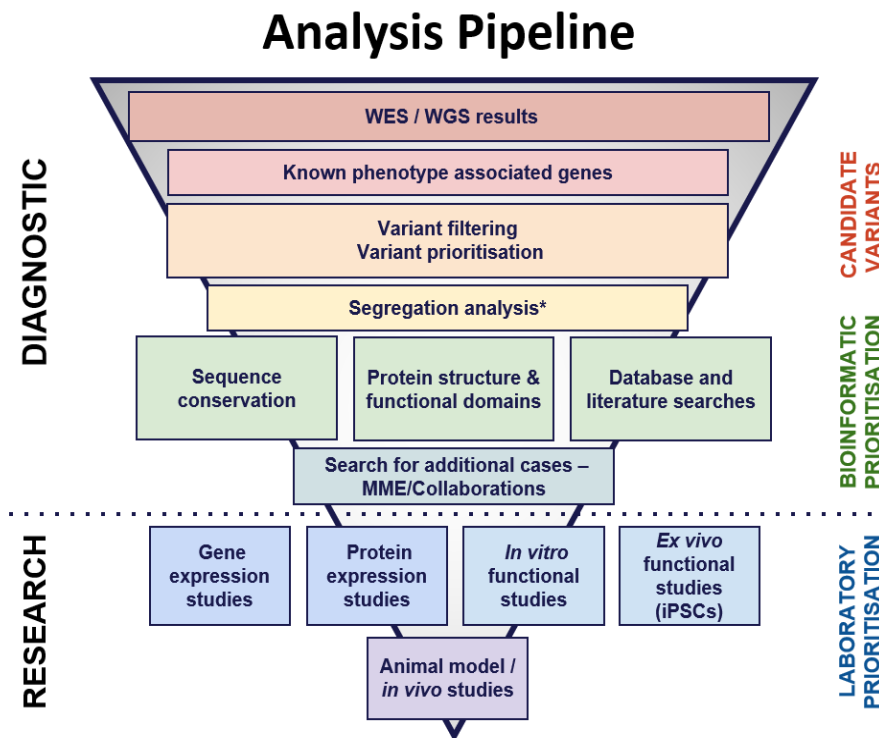 Analysis Pipeline
DIAGNOSTIC
WES / WGS results
Known phenotype associated genes
Variant filtering
Variant prioritisation
CANDIDATE
VARIANTS
Segregation analysis*
Sequence
conservation
Protein structure &
functional domains
Database and
literature searches
BIOINFORMATIC
PRIORITISATION
Search for additional cases –
MME/Collaborations
RESEARCH
Gene
expression
studies
Protein
expression
studies
In vitro
functional
studies
Ex vivo
functional
studies
(iPSCs)
LABORATORY
PRIORITISATION
Animal model /
in vivo studies